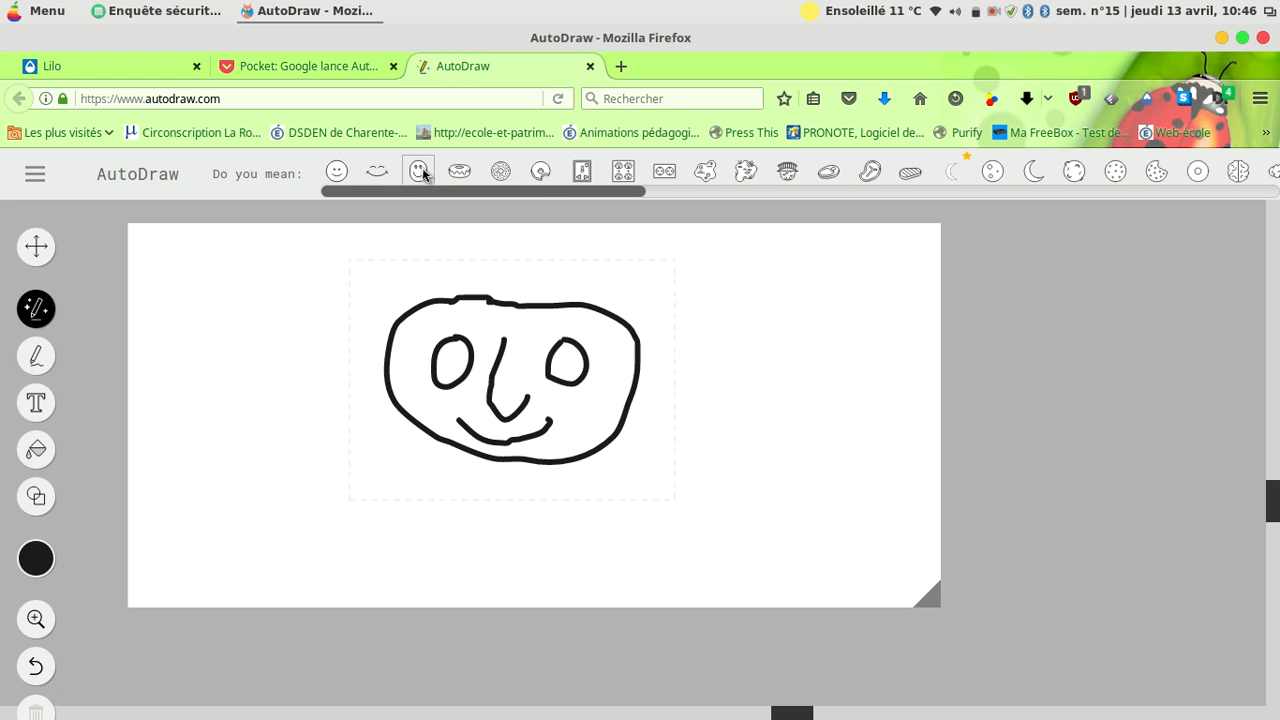 Menu Enquête sécurit... AutoDraw - Mozi... Ensoleillé 11 °C sem. n°15 | jeudi 13 avril, 10:46
AutoDraw - Mozilla Firefox
Lilo Pocket: Google lance Aut... AutoDraw
https://www.autodraw.com Rechercher 1 4
Les plus visités Circonscription La Ro... DSDEN de Charente-... http://ecole-et-patrim... Animations pédagogi... Press This PRONOTE, Logiciel de... Purify Ma FreeBox - Test de... Web-école
AutoDraw Do you mean:
T